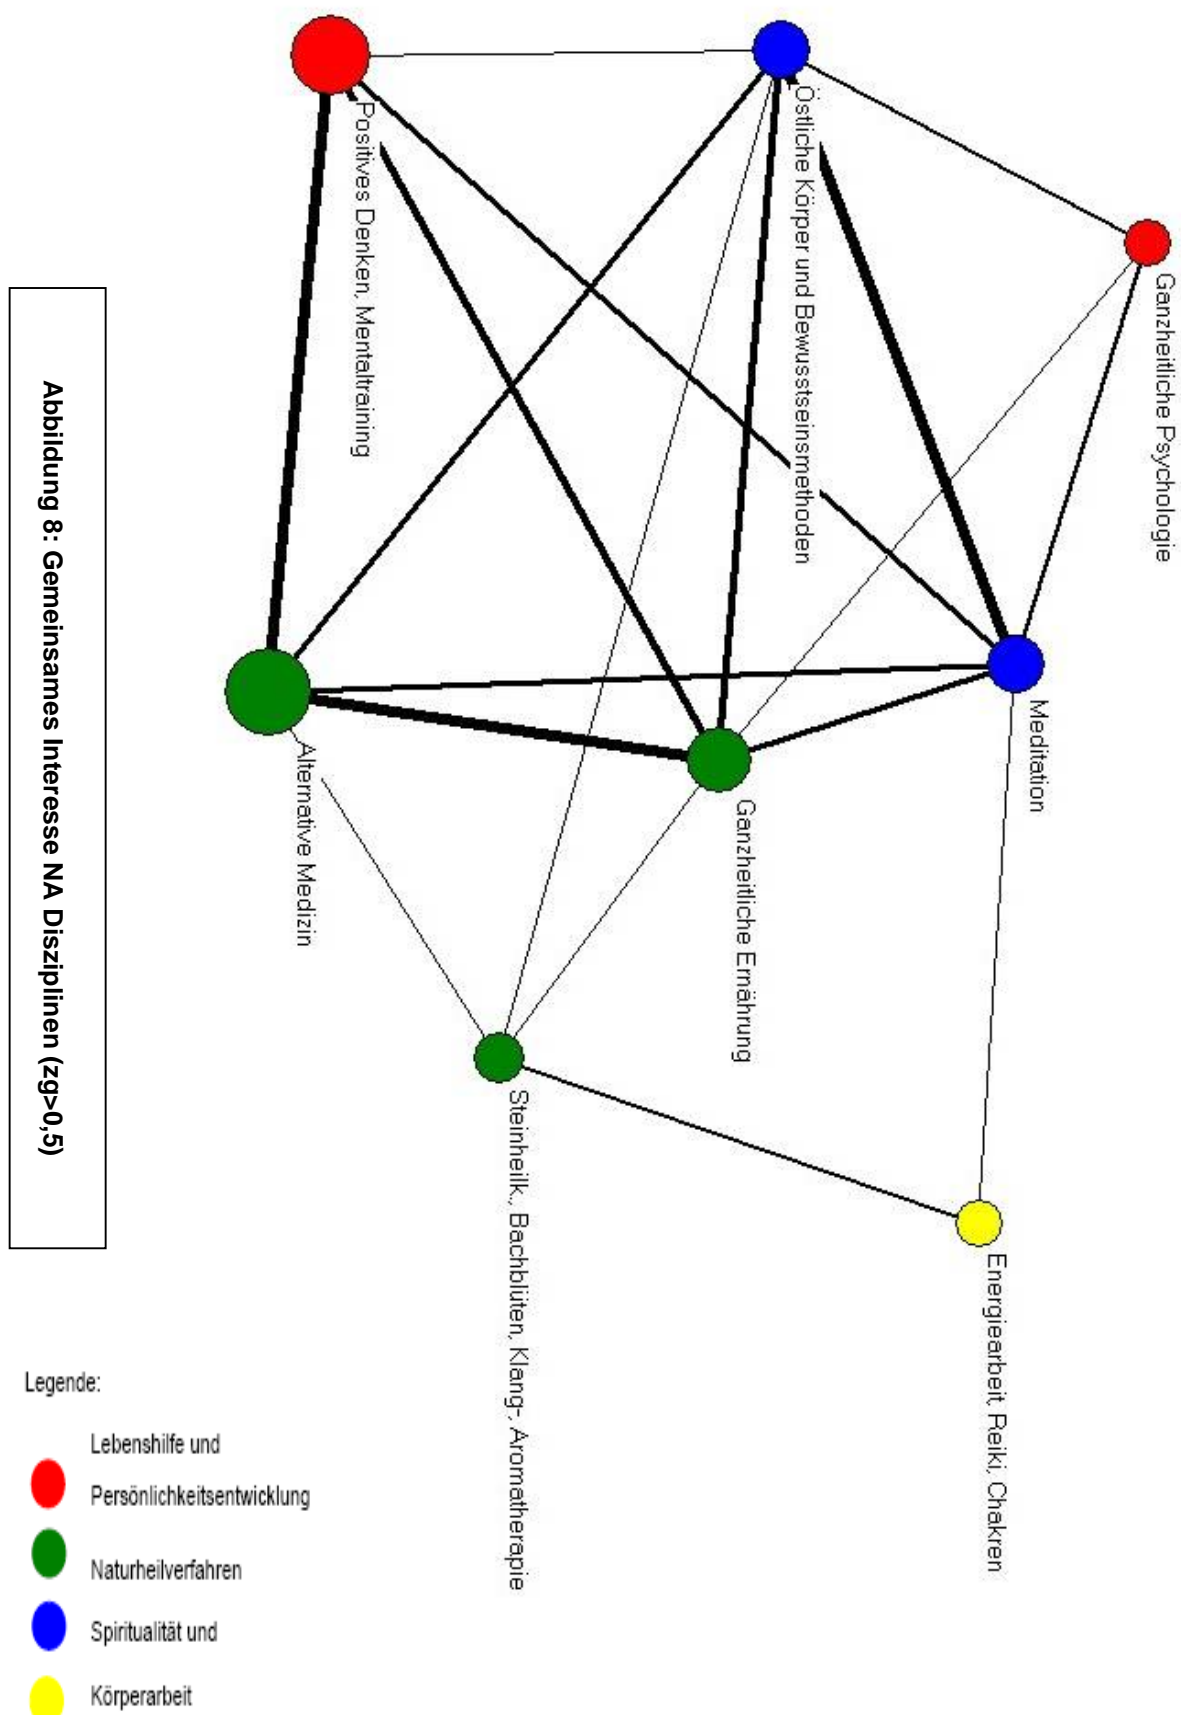 Positives Denken, Mentaltraining
Östliche Körper und Bewusstseinsmethoden
Ganzheitliche Psychologie
Meditation
Alternative Medizin
Ganzheitliche Ernährung
Steinheilk., Bachblüten, Klang-, Aromatherapie
Energiearbeit, Reiki, Chakren
Abbildung 8: Gemeinsames Interesse NA Disziplinen (zg>0,5)
Legende:
Lebenshilfe und
Persönlichkeitsentwicklung
Naturheilverfahren
Spiritualität und
Körperarbeit